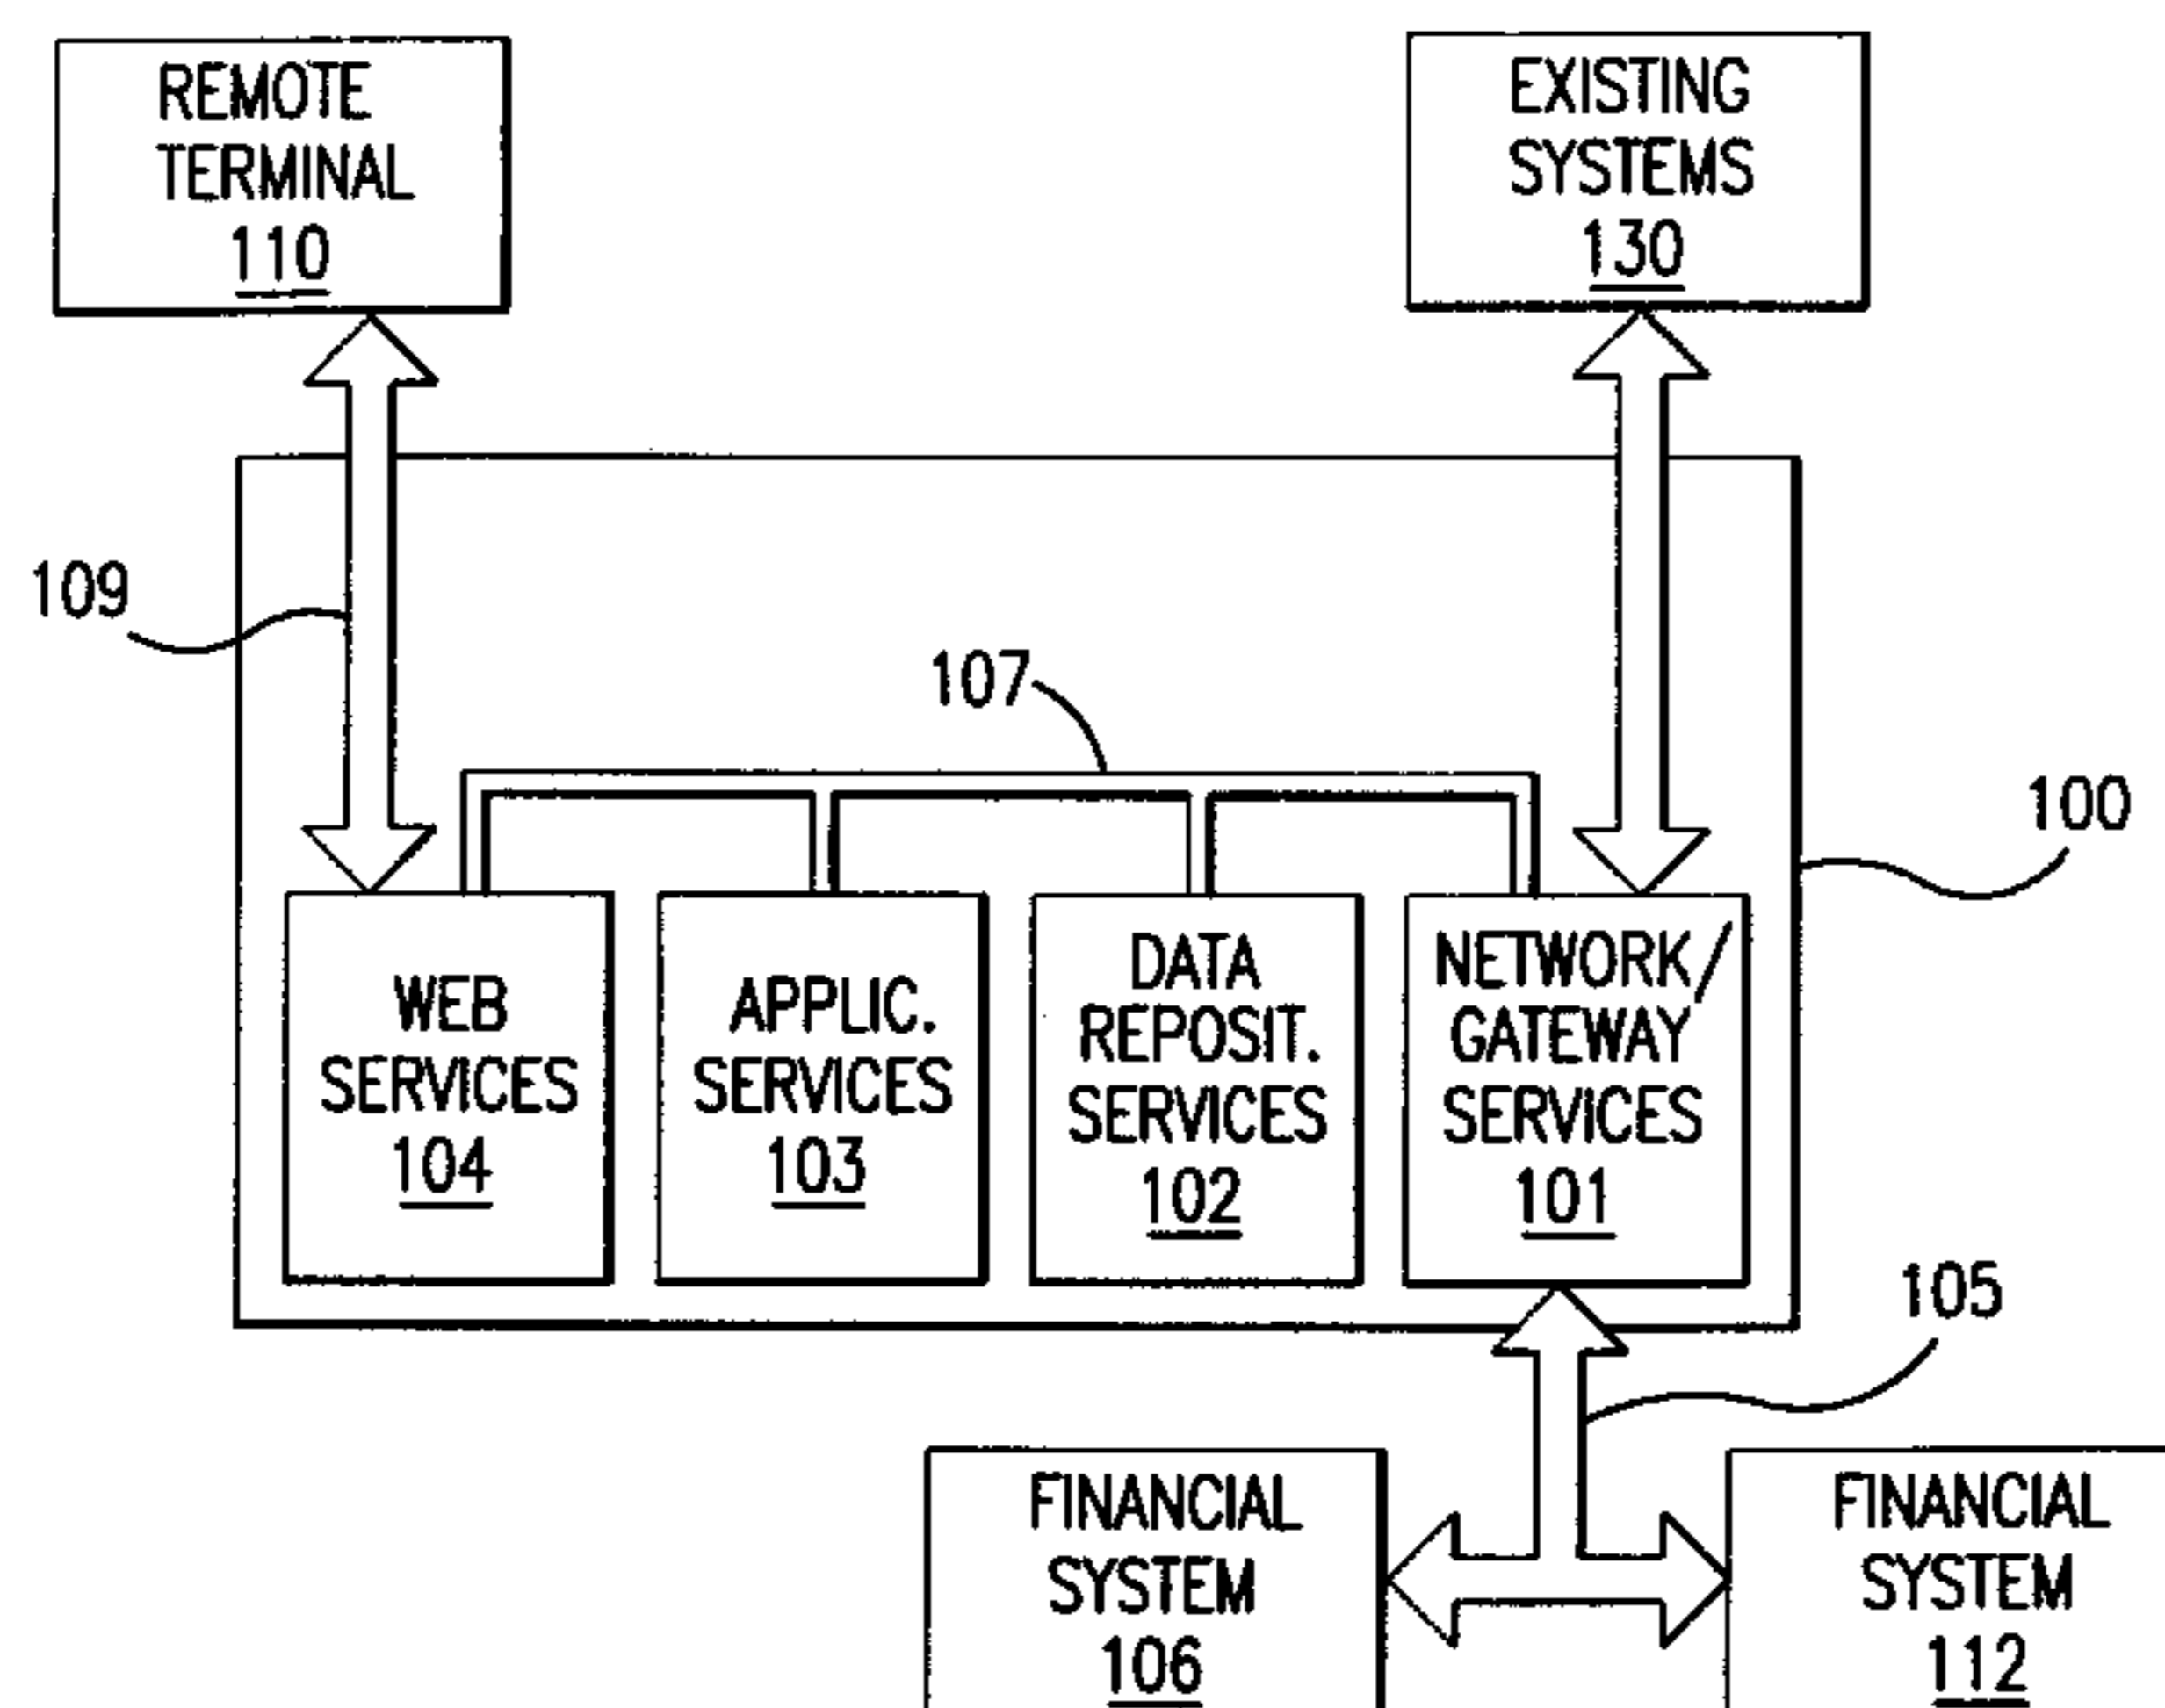 REMOTE
TERMINAL
110
EXISTING
SYSTEMS
130
109
107
100
WEB
SERVICES
104
APPLIC.
SERVICES
103
DATA
REPOSIT.
SERVICES
102
NETWORK/
GATEWAY
SERVICES
101
105
FINANCIAL
SYSTEM
106
FINANCIAL
SYSTEM
112